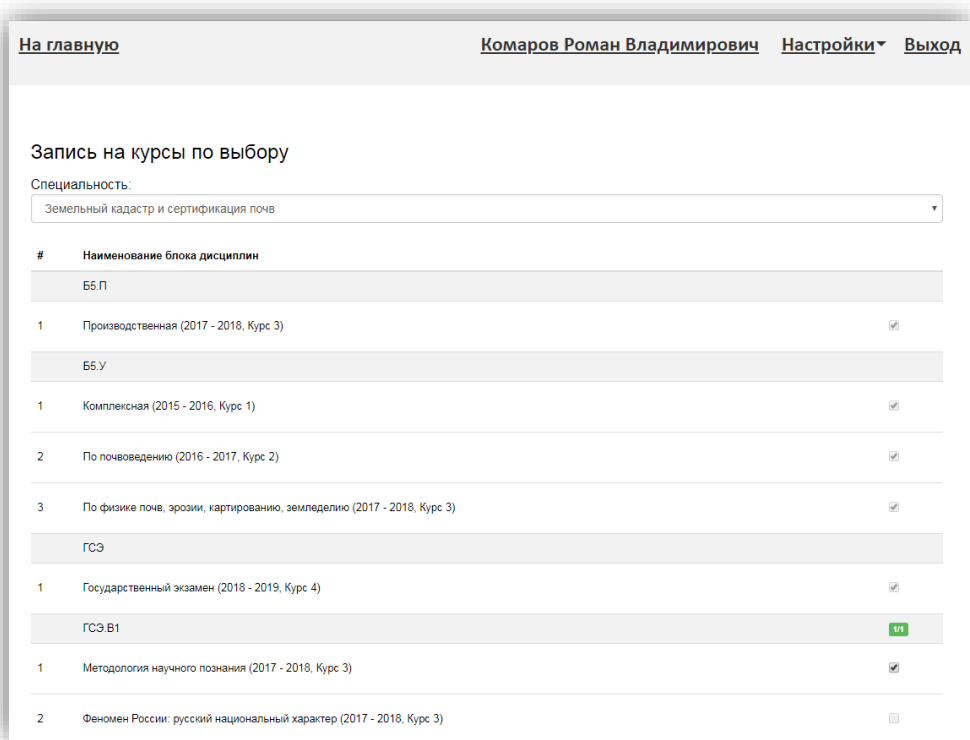 На главную Комаров Роман Владимирович Настройки Выход
Запись на курсы по выбору
Специальность:
Земельный кадастр и сертификация почв
# Наименование блока дисциплин
Б5.П
1 Производственная (2017 - 2018, Курс 3)
Б5.У
1 Комплексная (2015 - 2016, Курс 1)
2 По почвоведению (2016 - 2017, Курс 2)
3 По физике почв, эрозии, картированию, земледелию (2017 - 2018, Курс 3)
ГСЭ
1 Государственный экзамен (2018 - 2019, Курс 4)
ГСЭ.В1 1/1
1 Методология научного познания (2017 - 2018, Курс 3)
2 Феномен России: русский национальный характер (2017 - 2018, Курс 3)